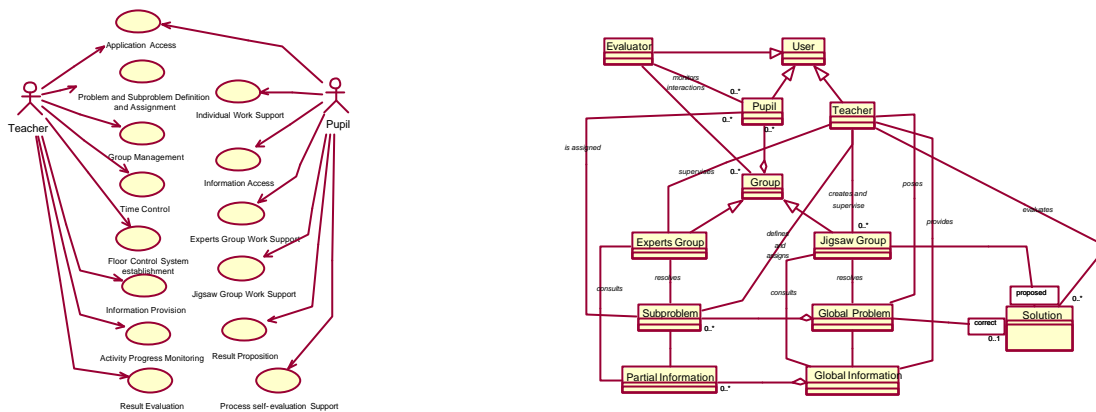 Application Access
Problem and Subproblem Definition
and Assignment
Teacher
Group Management
Time Control
Floor Control System
establishment
Information Provision
Activity Progress Monitoring
Result Evaluation
Individual Work Support
Pupil
Information Access
Experts Group Work Support
Jigsaw Group Work Support
Result Proposition
Process self-evaluation Support
Evaluator
User
monitors
interactions
0..*
Pupil
0..*
0..*
Teacher
is assigned
supervises
0..*
Group
creates and
supervise
poses
evaluates
provides
0..*
defines
and
assigns
Experts Group
Jigsaw Group
resolves
resolves
consults
consults
proposed
0..*
Subproblem
0..*
Global Problem
correct
0..1
Solution
Partial Information
0..*
Global Information